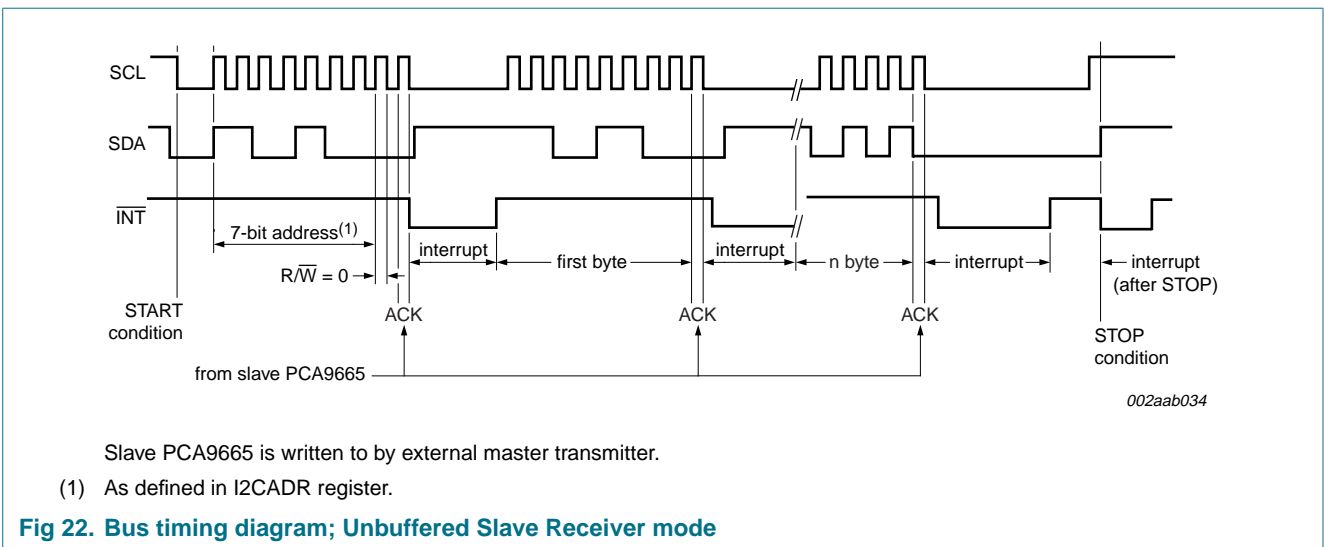 SCL
SDA
INT
7-bit address(1)
interrupt
first byte
interrupt
n byte
interrupt
interrupt
(after STOP)
R/W = 0
START
condition
ACK
ACK
ACK
STOP
condition
from slave PCA9665
002aab034
Slave PCA9665 is written to by external master transmitter.
(1) As defined in I2CADR register.
Fig 22. Bus timing diagram; Unbuffered Slave Receiver mode